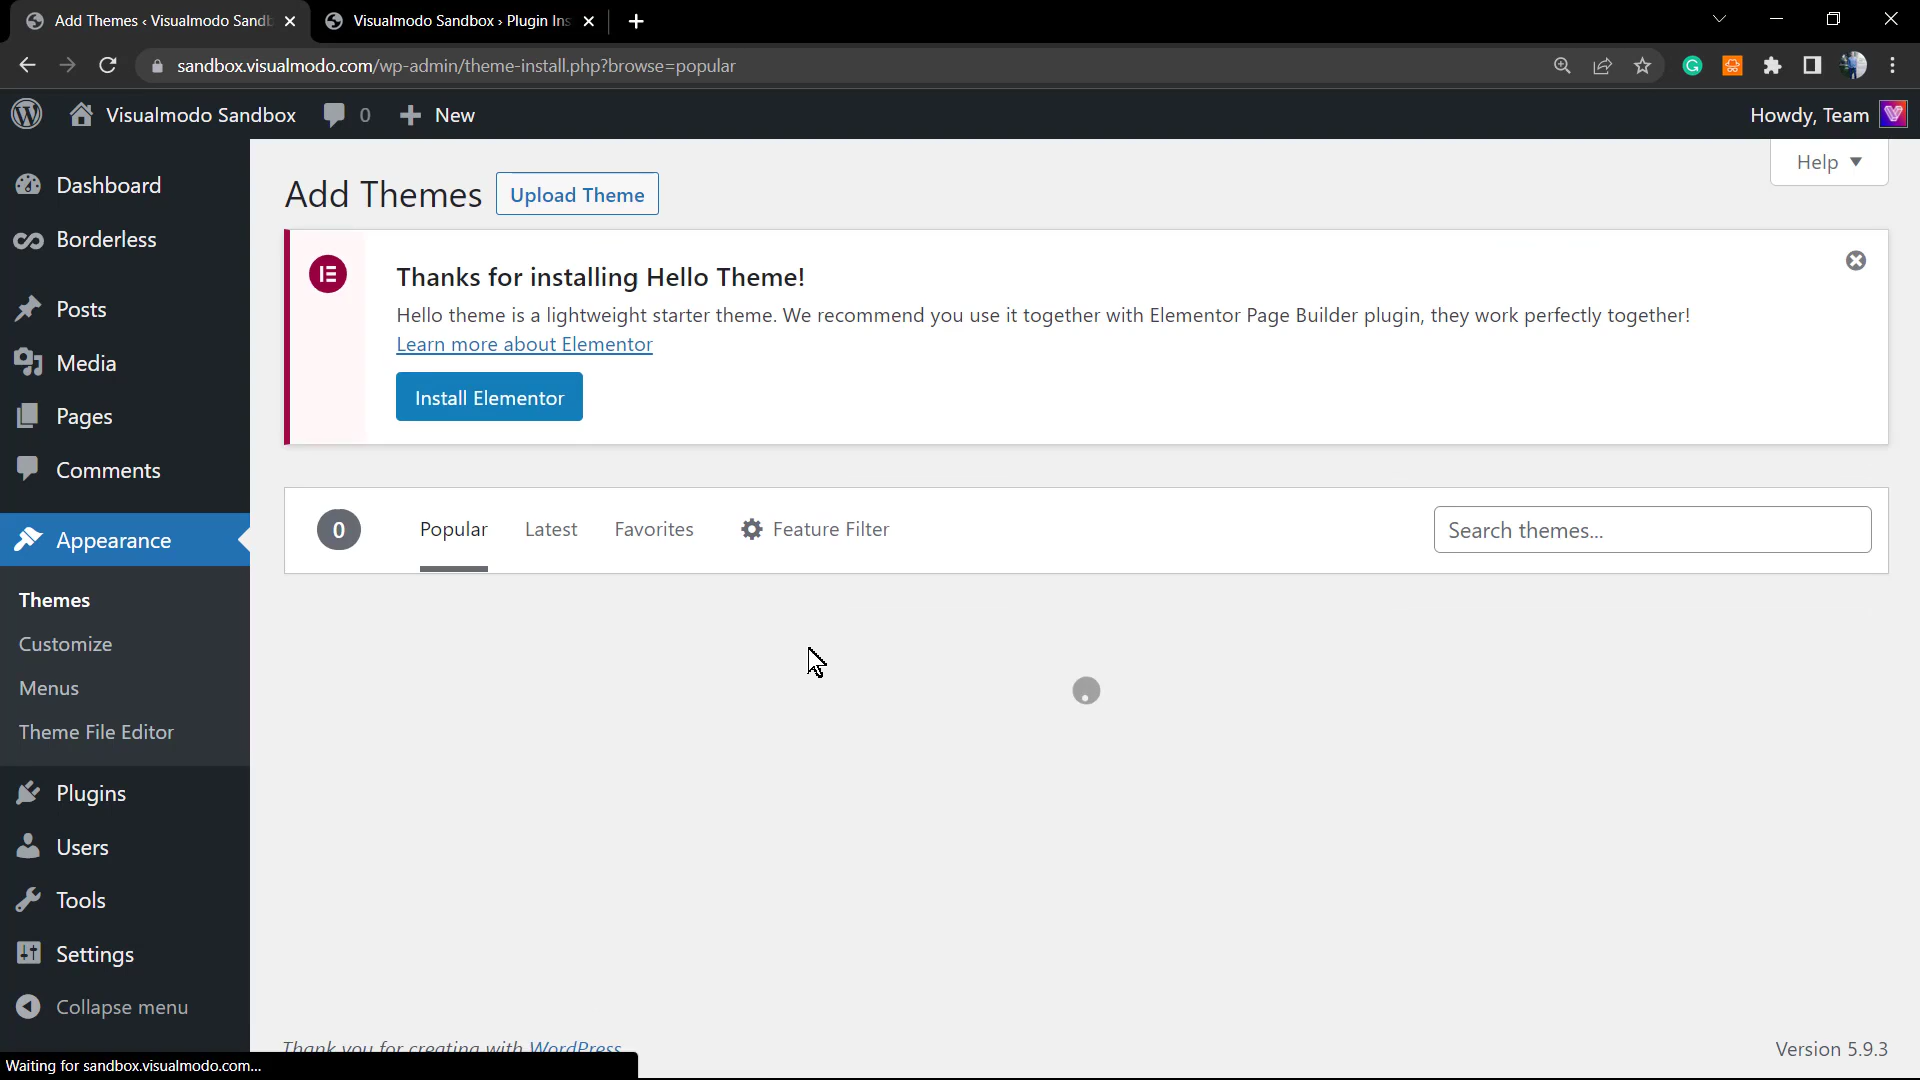 Add Themes ‹ Visualmodo Sandb
Visualmodo Sandbox › Plugin Ins
sandbox.visualmodo.com/wp-admin/theme-install.php?browse=popular
Visualmodo Sandbox
0
New
Howdy, Team
Help
Dashboard
Borderless
Posts
Media
Pages
Comments
Appearance
Themes
Customize
Menus
Theme File Editor
Plugins
Users
Tools
Settings
Collapse menu
Add Themes
Upload Theme
Thanks for installing Hello Theme!
Hello theme is a lightweight starter theme. We recommend you use it together with Elementor Page Builder plugin, they work perfectly together!
Learn more about Elementor
Install Elementor
0
Popular
Latest
Favorites
Feature Filter
Search themes...
Thank you for creating with WordPress
Version 5.9.3
Waiting for sandbox.visualmodo.com...